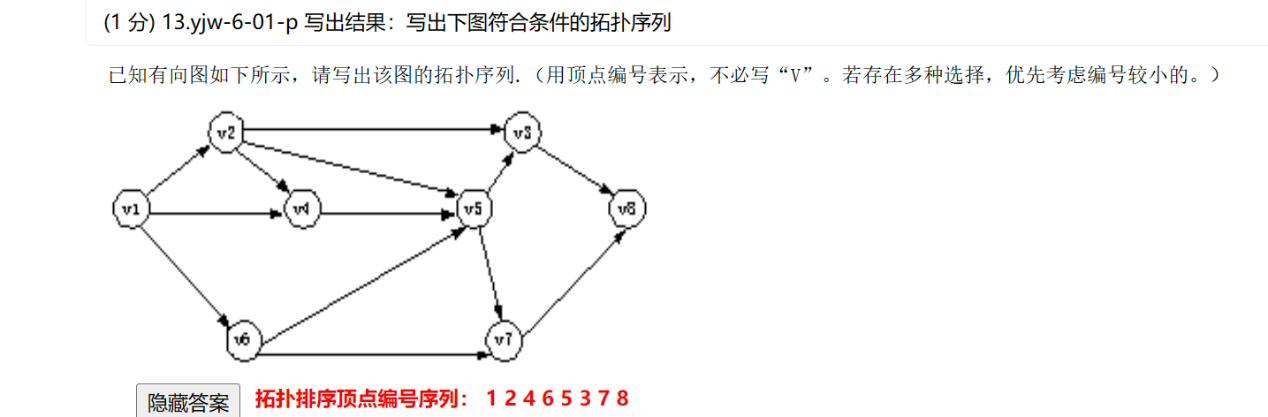 (1 分) 13.yjw-6-01-p 写出结果：写出下图符合条件的拓扑序列
已知有向图如下所示，请写出该图的拓扑序列.（用顶点编号表示，不必写“V”。若存在多种选择，优先考虑编号较小的。）
v2 v3
v1 v4 v5 v8
v6 v7
隐藏答案 拓扑排序顶点编号序列： 1 2 4 6 5 3 7 8